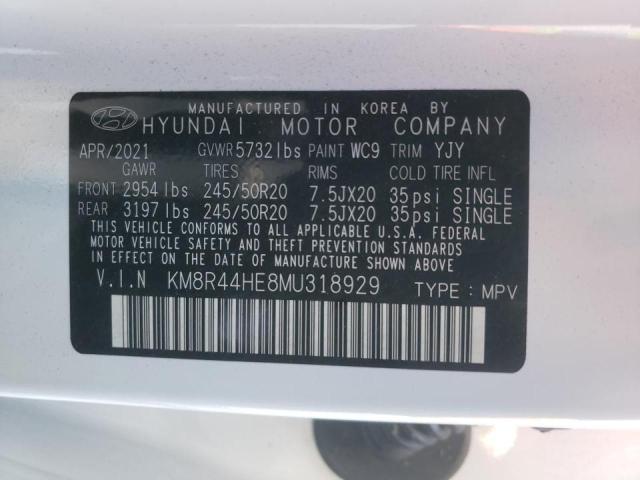 MANUFACTURED IN KOREA BY
HYUNDAI MOTOR COMPANY
APR/2021 GVWR 5732 lbs PAINT WC9 TRIM YJY
GAWR TIRES RIMS COLD TIRE INFL
FRONT 2954 lbs 245/50R20 7.5JX20 35psi SINGLE
REAR 3197 lbs 245/50R20 7.5JX20 35psi SINGLE
THIS VEHICLE CONFORMS TO ALL APPLICABLE U.S.A. FEDERAL
MOTOR VEHICLE SAFETY AND THEFT PREVENTION STANDARDS
IN EFFECT ON THE DATE OF MANUFACTURE SHOWN ABOVE
V.I.N KM8R44HE8MU318929 TYPE : MPV